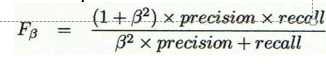 F_β = (1 + β²) × precision × recall / β² × precision + recall